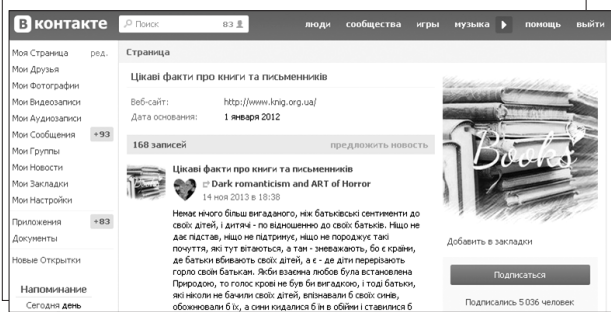 В контакте
Поиск 83
люди сообщества игры музыка помощь выйти
Моя Страница ред.
Мои Друзья
Мои Фотографии
Мои Видеозаписи
Мои Аудиозаписи
Мои Сообщения +93
Мои Группы
Мои Новости
Мои Закладки
Мои Настройки
Приложения +83
Документы
Новые Открытки
Напоминание
Сегодня день
Страница
Цікаві факти про книги та письменників
Веб-сайт: http://www.knig.org.ua/
Дата основания: 1 января 2012
168 записей предложить новость
Цікаві факти про книги та письменників
Dark romanticism and ART of Horror
14 ноя 2013 в 18:38
Немає нічого більш вигаданого, ніж батьківські сентименти до
своїх дітей, і дитячі - по відношенню до своїх батьків. Ніщо не
дає підстав, ніщо не підтримує, ніщо не породжує такі
почуття, які тут вітаються, а там - зневажають, бо є країни,
де батьки вбивають своїх дітей, а є - де діти перерізають
горло своїм батькам. Якби взаємна любов була встановлена
Природою, то голос крові не був би вигадкою, і тоді батьки,
які ніколи не бачили своїх дітей, впізнавали б своїх синів,
обожнювали б їх, а сини кидалися б їм в обійми і ставилися б
Books
Добавить в закладки
Подписаться
Подписались 5 036 человек